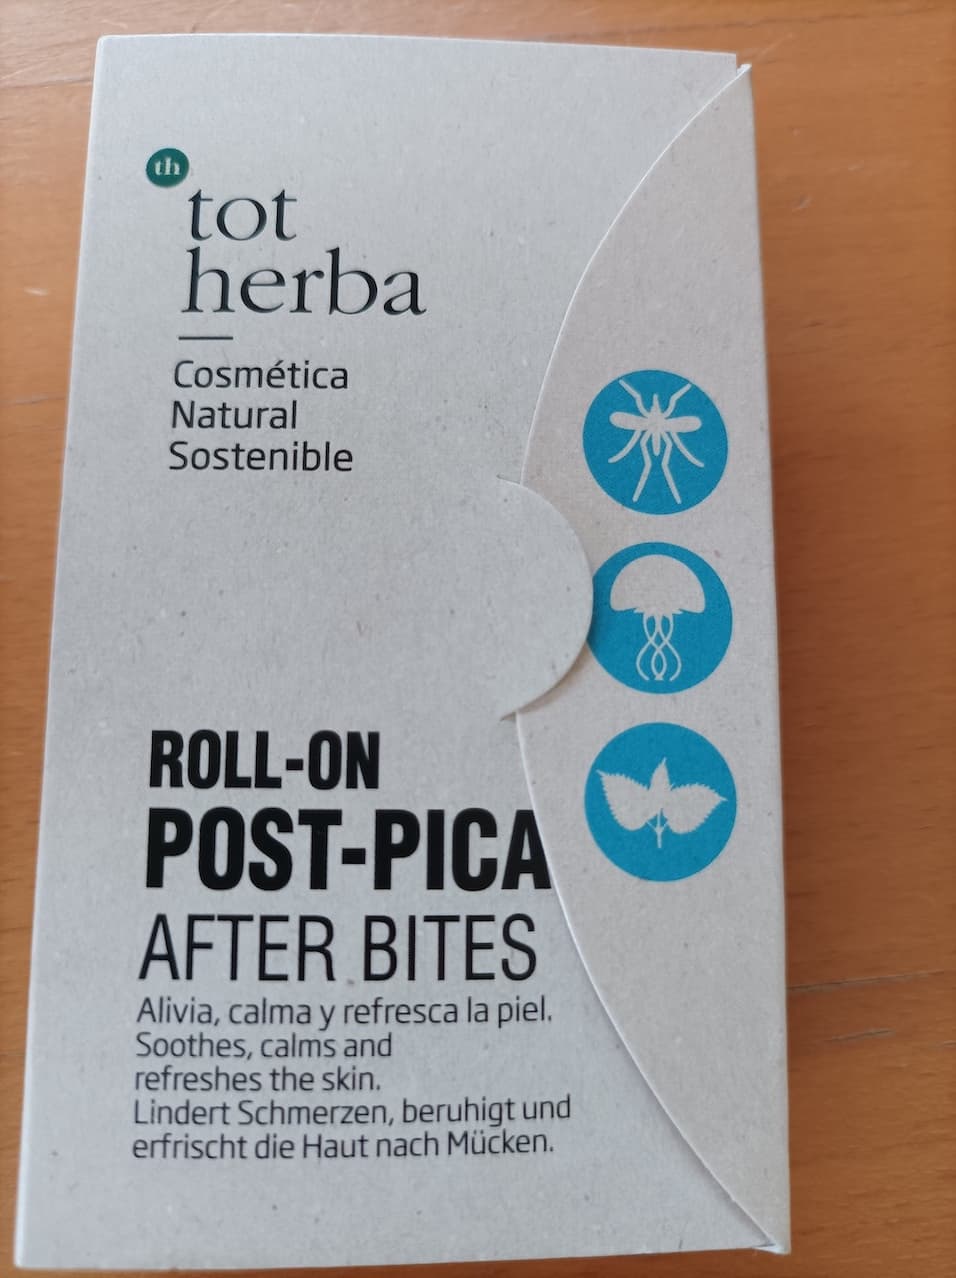 th
tot
herba
Cosmética
Natural
Sostenible
ROLL-ON
POST-PICA
AFTER BITES
Alivia, calma y refresca la piel.
Soothes, calms and
refreshes the skin.
Lindert Schmerzen, beruhigt und
erfrischt die Haut nach Mücken.